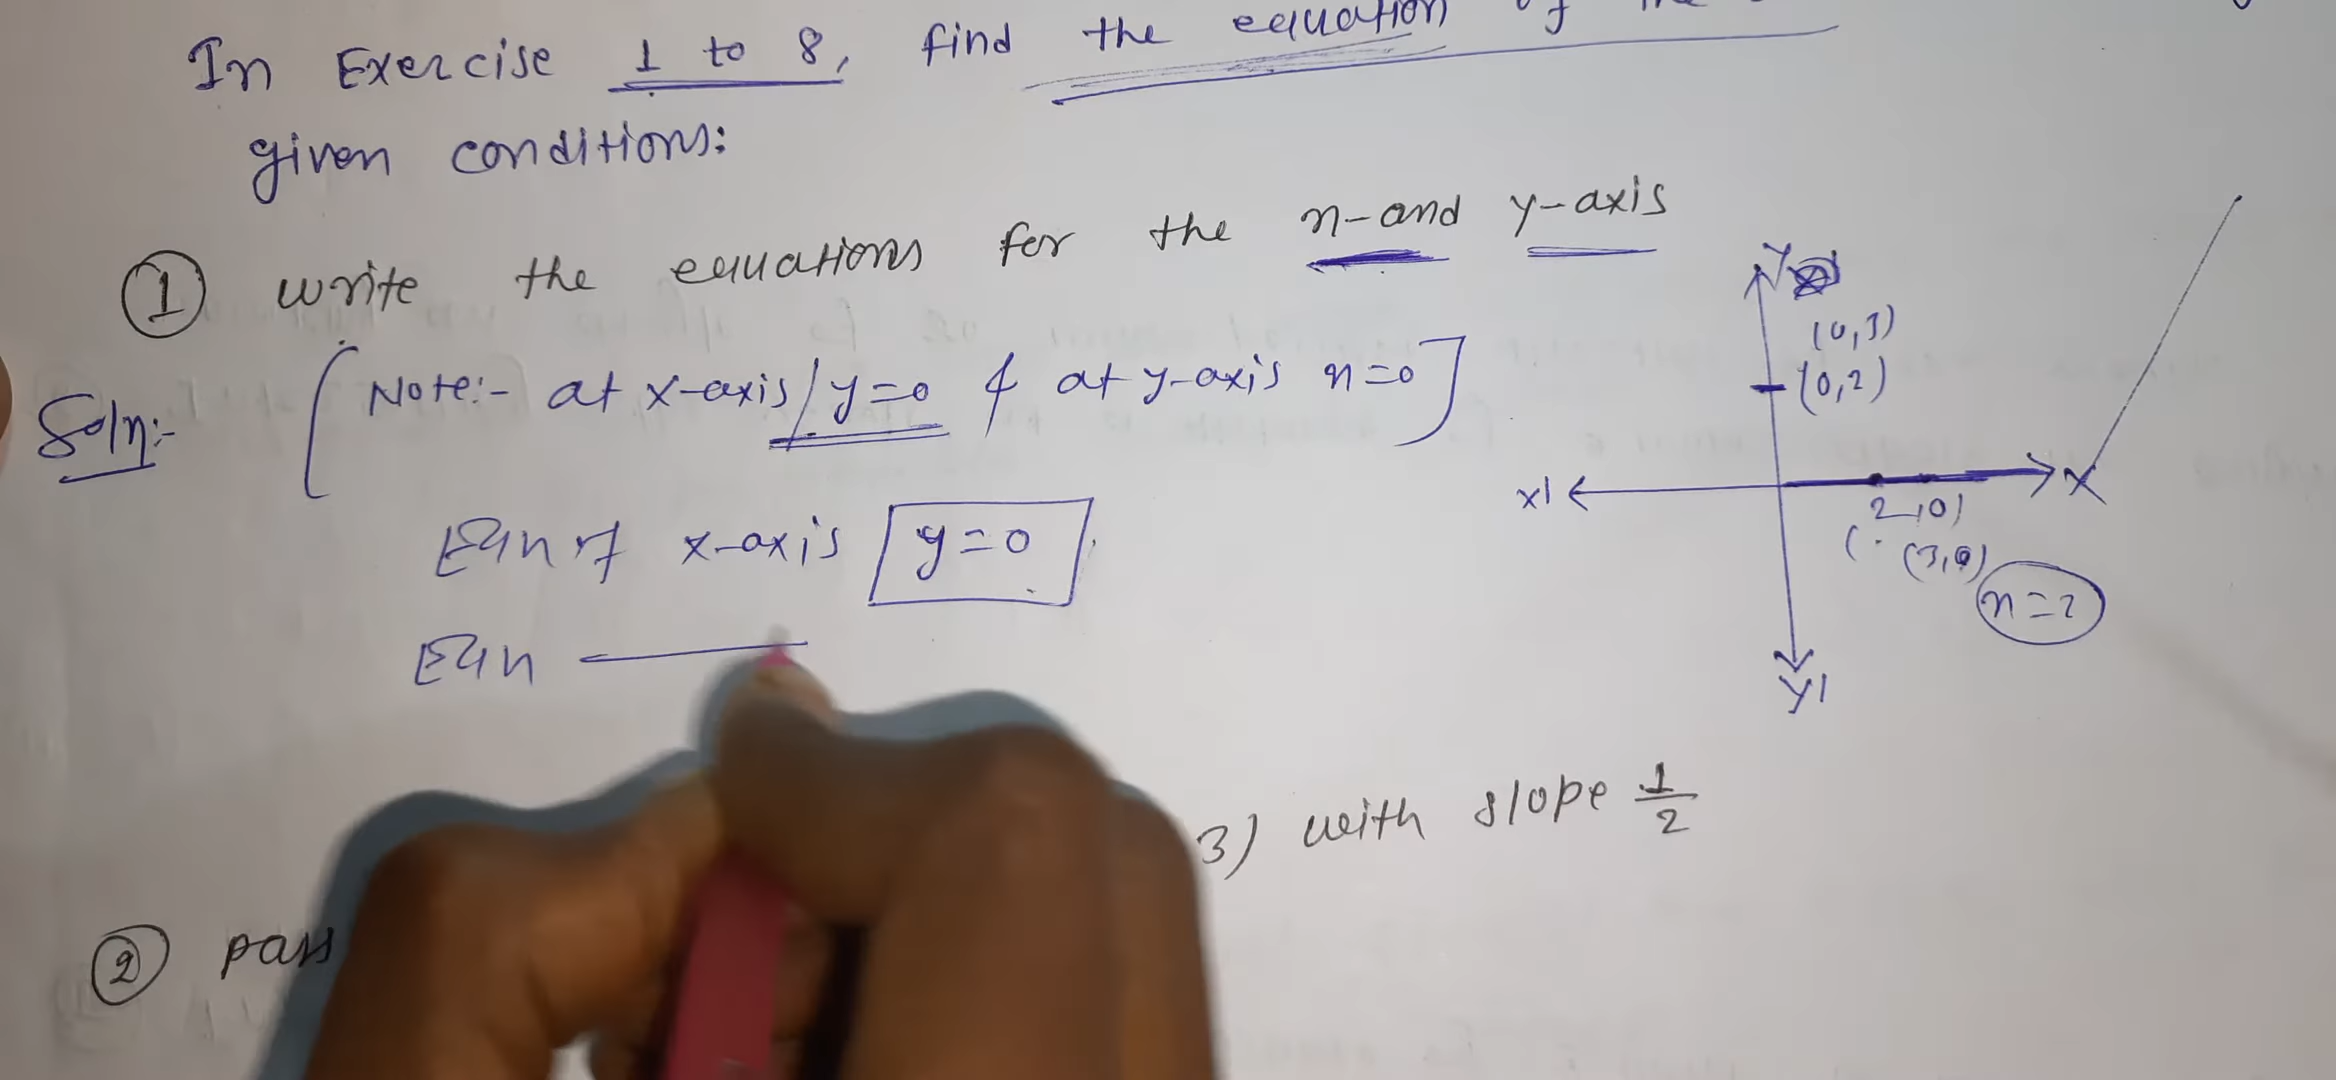 In Exercise 1 to 8, find the equation of the
given conditions:
① write the equations for the x-and y-axis
Soln:- [Note:- at x-axis/y=0 & at y-axis x=0]
Eqn of x-axis y=0
Eqn
Y
(0,3)
(0,2)
X' X
(2,0)
(3,0)
x=2
Y'
3) with slope 1/2
② pass